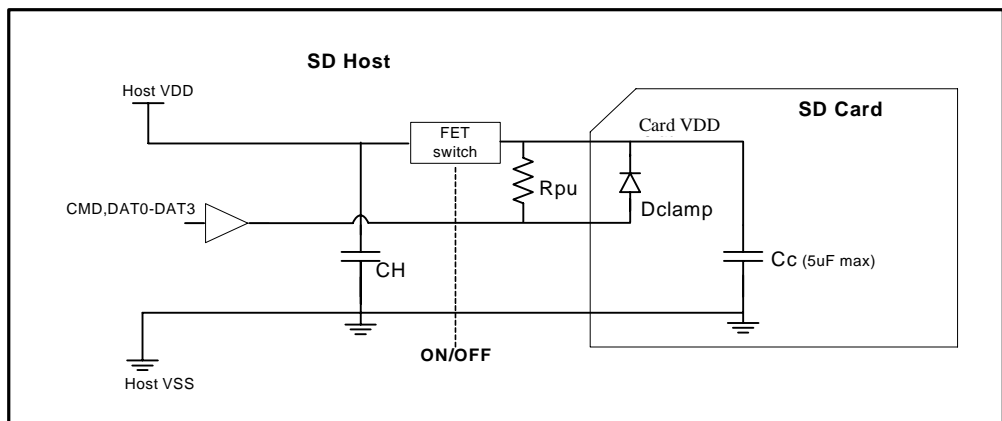 SD Host
Host VDD
SD Card
FET
switch
Card VDD
Rpu
Dclamp
CMD,DAT0-DAT3
CH
Cc (5uF max)
ON/OFF
Host VSS